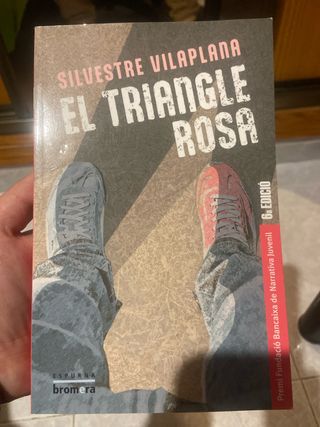 SILVESTRE VILAPLANA
EL TRIANGLE
ROSA
6a EDICIÓ
Premi Fundació Bancaixa de Narrativa Juvenil
ESPURNA
bromera